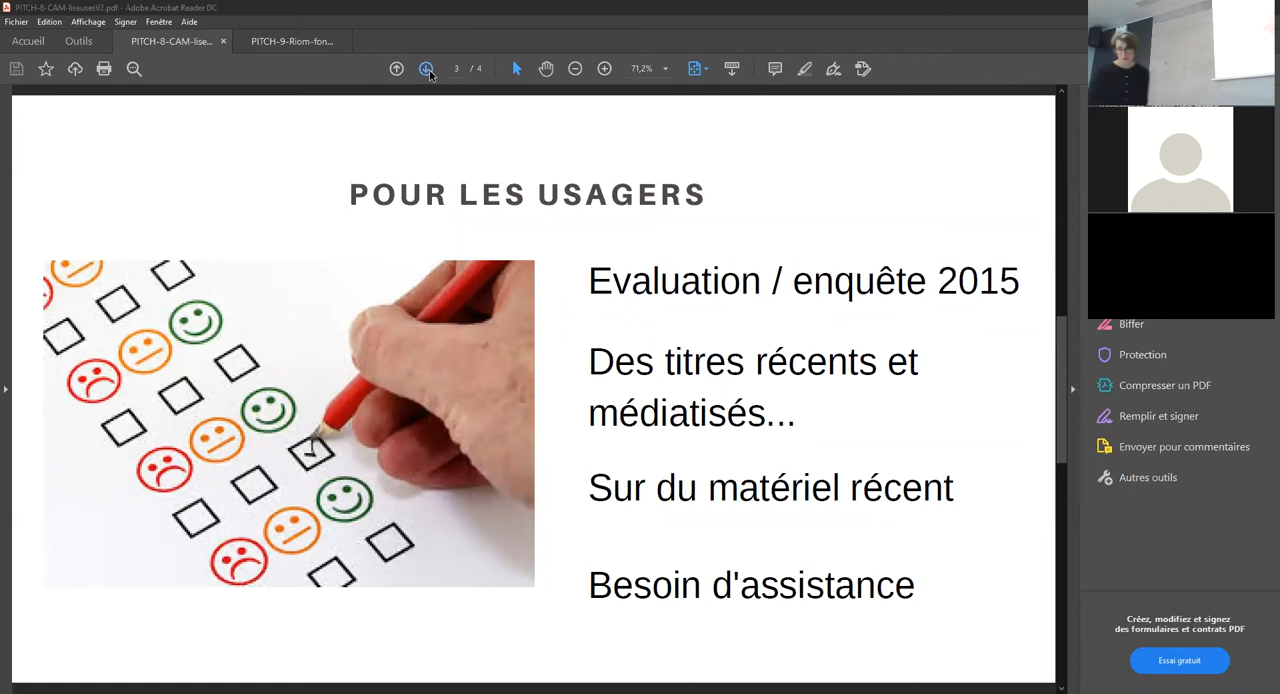 PITCH-8-CAM-liseusesV2.pdf - Adobe Acrobat Reader DC
Fichier Edition Affichage Signer Fenêtre Aide
Accueil Outils PITCH-8-CAM-lise... × PITCH-9-Riom-fon...
3 / 4 71,2%
POUR LES USAGERS
Evaluation / enquête 2015
Des titres récents et
médiatisés...
Sur du matériel récent
Besoin d'assistance
Biffer
Protection
Compresser un PDF
Remplir et signer
Envoyer pour commentaires
Autres outils
Créez, modifiez et signez
des formulaires et contrats PDF
Essai gratuit